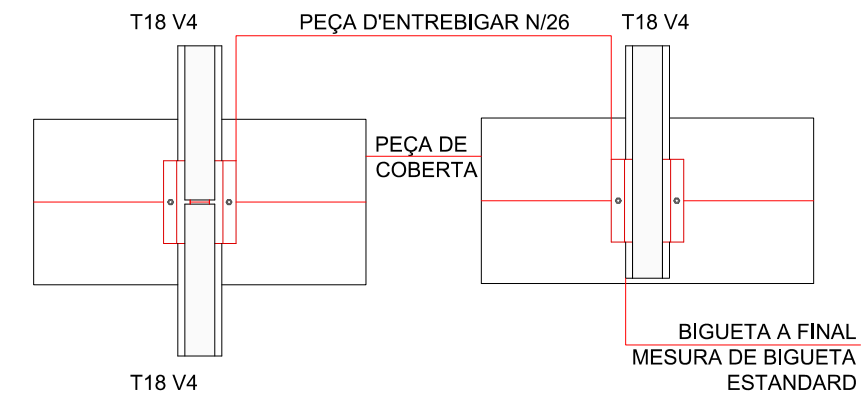 T18 V4
PEÇA D'ENTREBIGAR N/26
T18 V4
PEÇA DE
COBERTA
BIGUETA A FINAL
MESURA DE BIGUETA
ESTANDARD
T18 V4